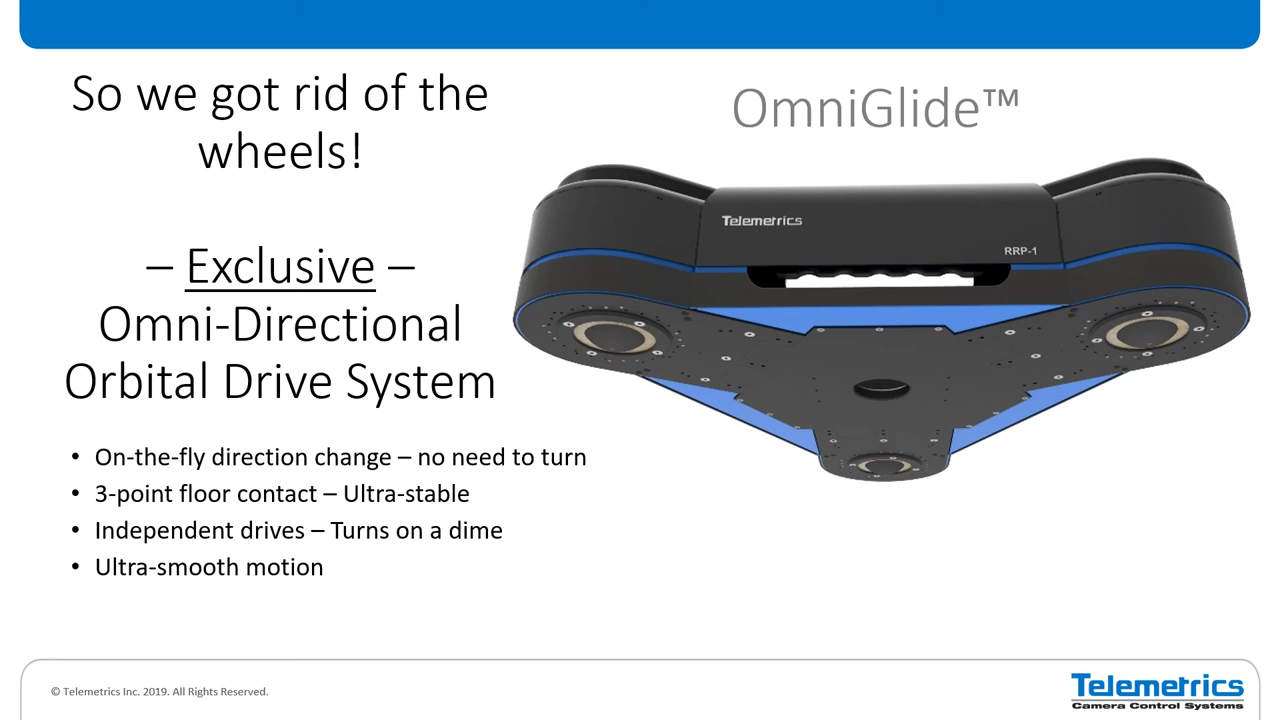 So we got rid of the
wheels!
– Exclusive –
Omni-Directional
Orbital Drive System
• On-the-fly direction change – no need to turn
• 3-point floor contact – Ultra-stable
• Independent drives – Turns on a dime
• Ultra-smooth motion
OmniGlide™
Telemetrics
RRP-1
© Telemetrics Inc. 2019. All Rights Reserved.
Telemetrics
Camera Control Systems